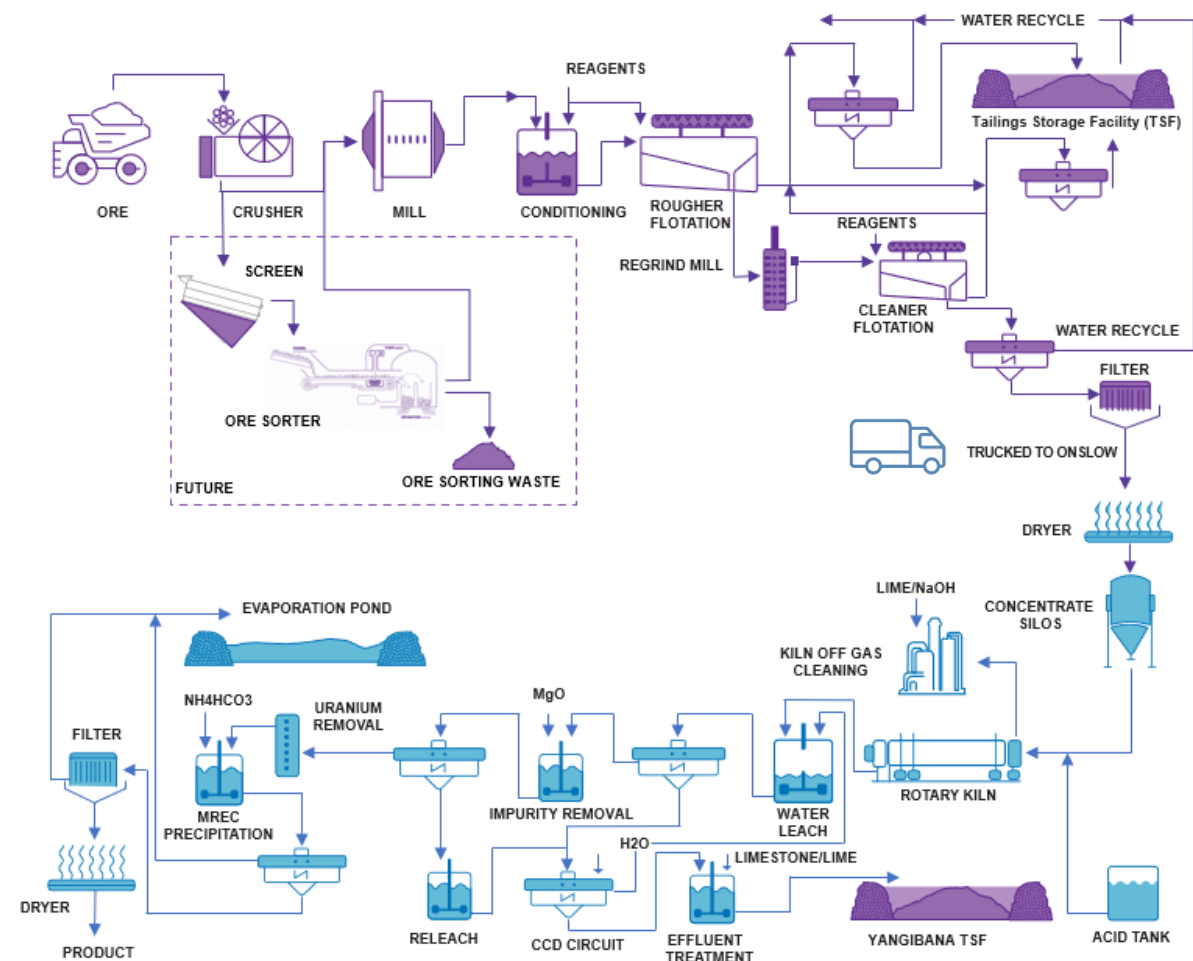 WATER RECYCLE
REAGENTS
Tailings Storage Facility (TSF)
ORE
CRUSHER
MILL
CONDITIONING
ROUGHER
FLOTATION
REAGENTS
REGRIND MILL
SCREEN
CLEANER
FLOTATION
WATER RECYCLE
FILTER
ORE SORTER
TRUCKED TO ONSLOW
ORE SORTING WASTE
FUTURE
DRYER
LIME/NaOH
CONCENTRATE
SILOS
EVAPORATION POND
KILN OFF GAS
CLEANING
NH4HCO3
URANIUM
REMOVAL
MgO
FILTER
ROTARY KILN
MREC
PRECIPITATION
IMPURITY REMOVAL
WATER
LEACH
H2O
LIMESTONE/LIME
DRYER
PRODUCT
RELEACH
CCD CIRCUIT
EFFLUENT
TREATMENT
YANGIBANA TSF
ACID TANK